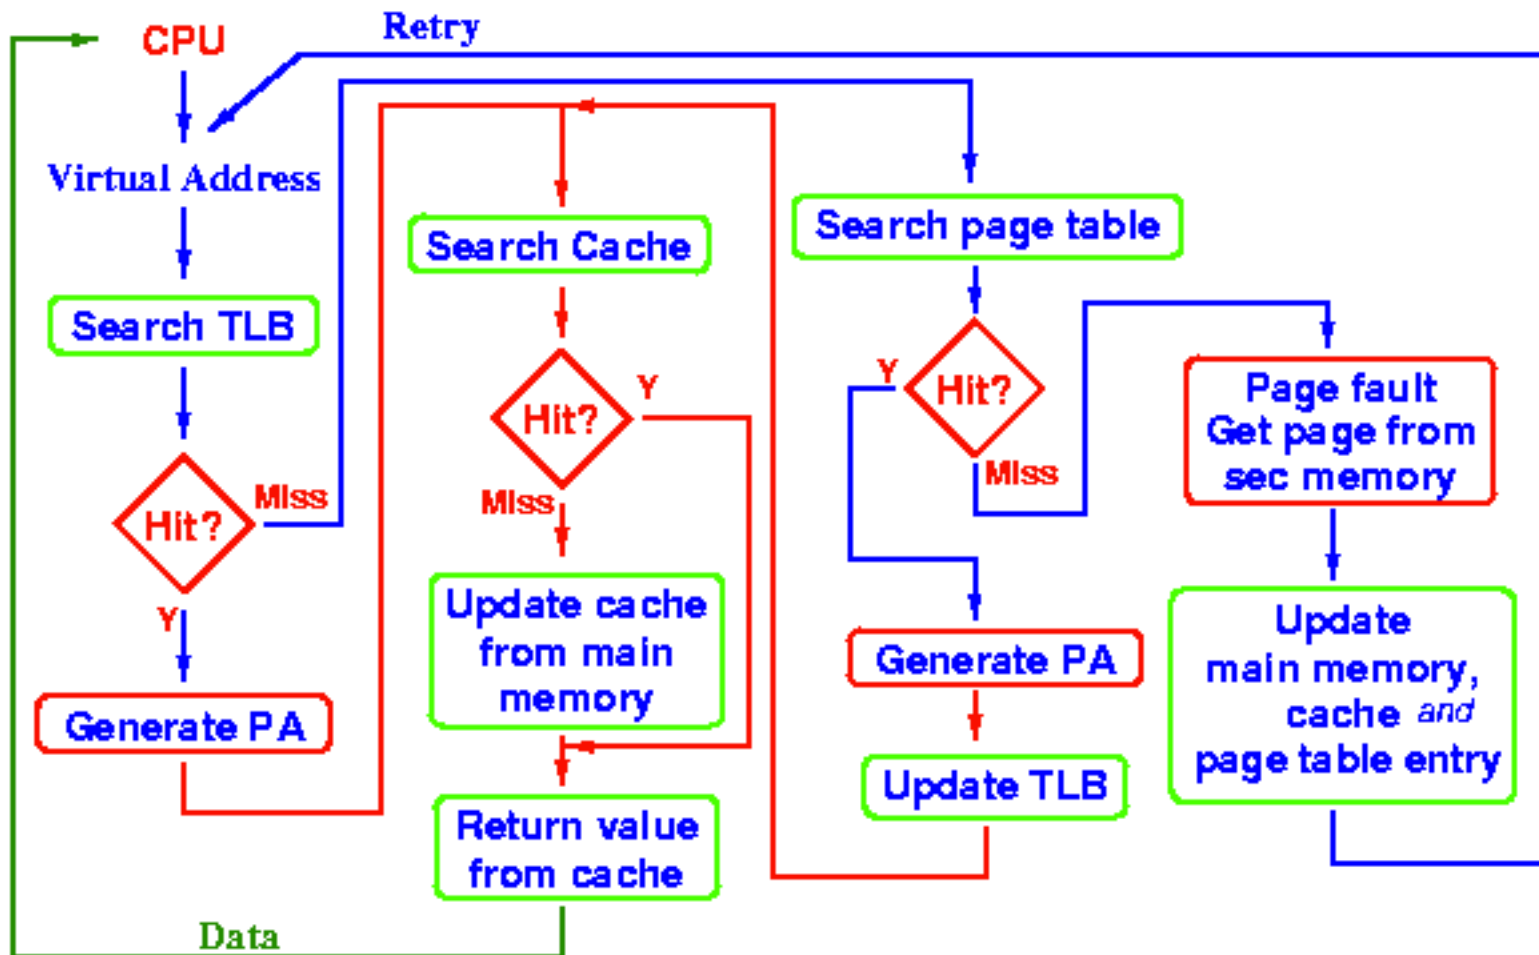 CPU
Retry
Virtual Address
Search TLB
Hit?
Miss
Y
Generate PA
Search Cache
Hit?
Y
Miss
Update cache
from main
memory
Return value
from cache
Data
Search page table
Hit?
Y
Miss
Generate PA
Update TLB
Page fault
Get page from
sec memory
Update
main memory,
cache and
page table entry